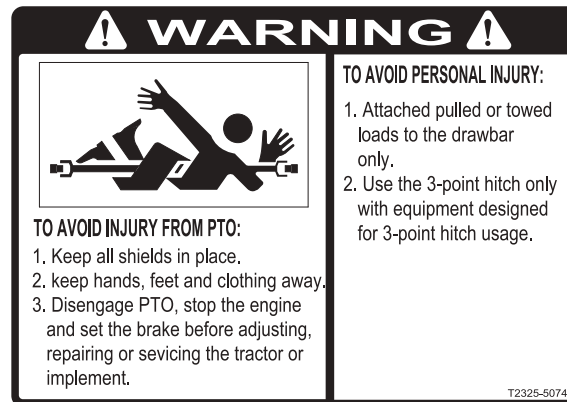 WARNING
TO AVOID INJURY FROM PTO:
1. Keep all shields in place.
2. keep hands, feet and clothing away.
3. Disengage PTO, stop the engine
and set the brake before adjusting,
repairing or sevicing the tractor or
implement.
TO AVOID PERSONAL INJURY:
1. Attached pulled or towed
loads to the drawbar
only.
2. Use the 3-point hitch only
with equipment designed
for 3-point hitch usage.
T2325-5074